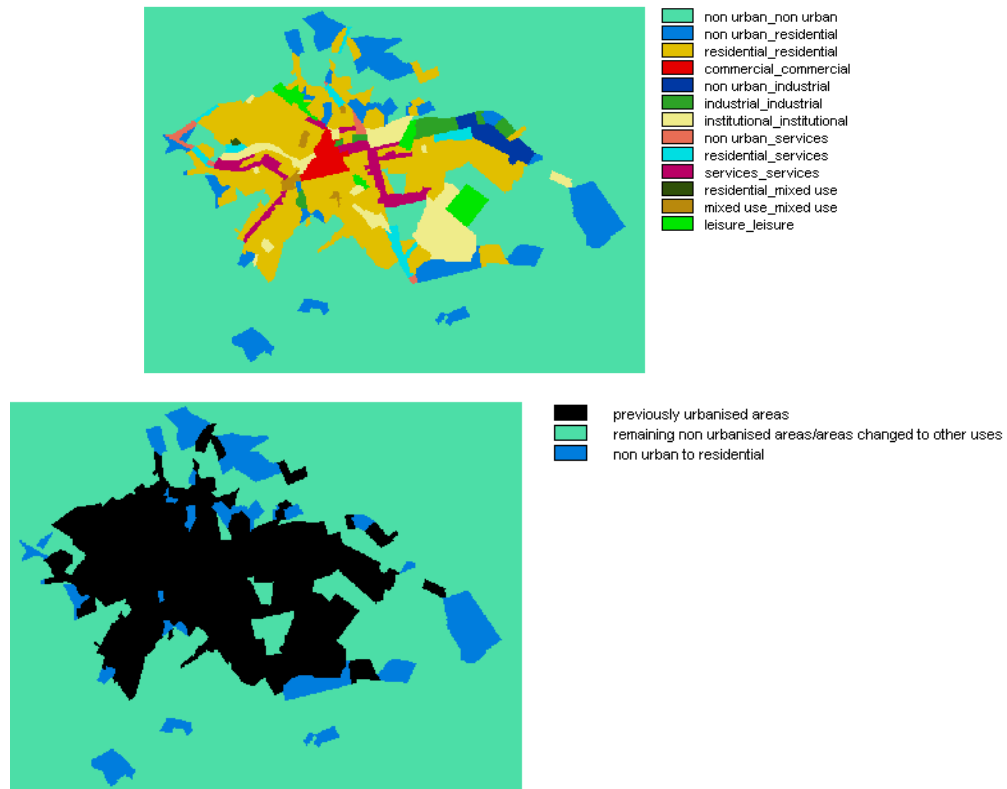 non urban_non urban
non urban_residential
residential_residential
commercial_commercial
non urban_industrial
industrial_industrial
institutional_institutional
non urban_services
residential_services
services_services
residential_mixed use
mixed use_mixed use
leisure_leisure
previously urbanised areas
remaining non urbanised areas/areas changed to other uses
non urban to residential